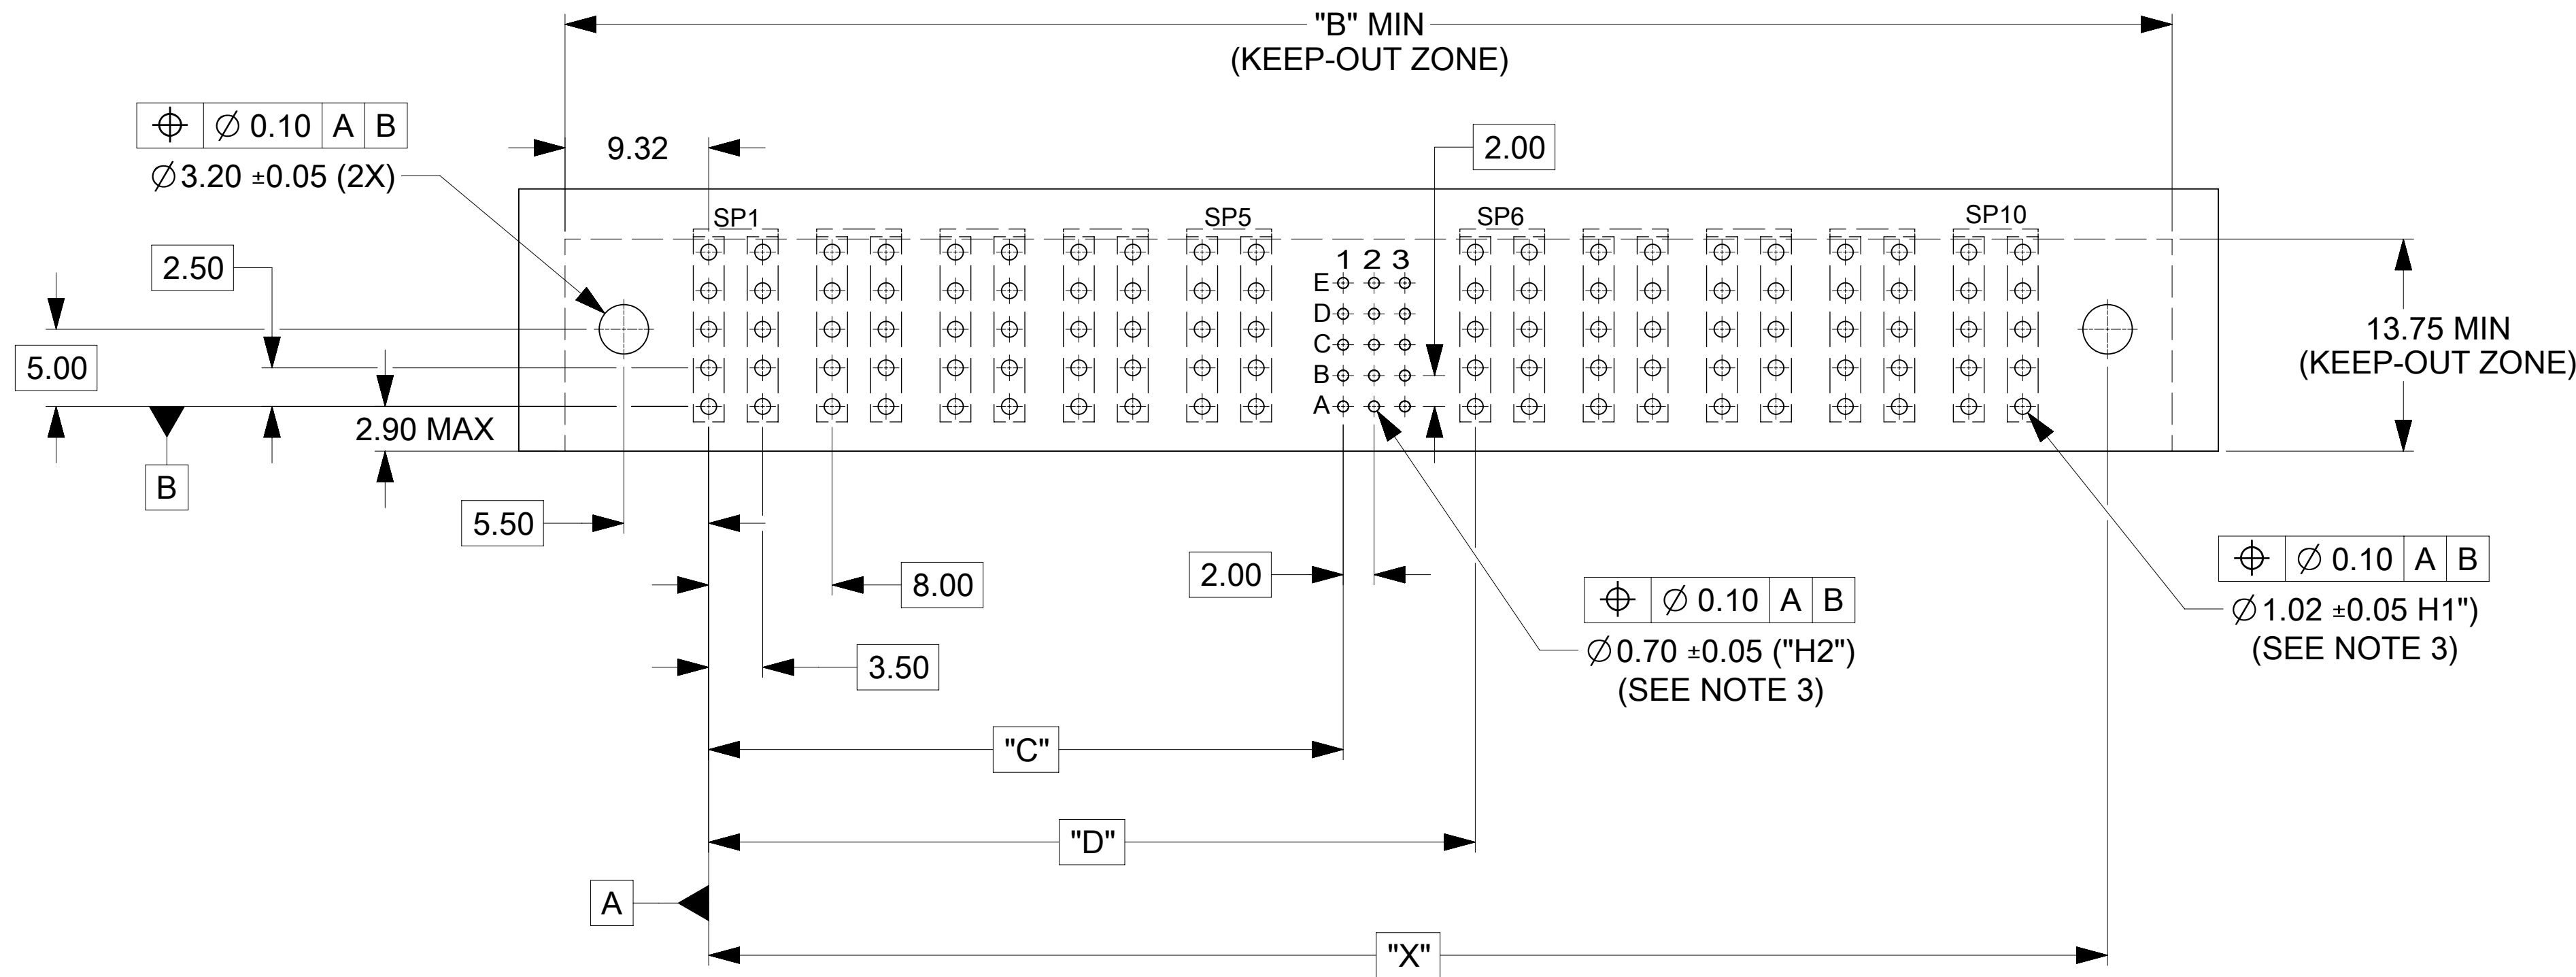 "B" MIN
(KEEP-OUT ZONE)
⌖ Ø 0.10 A B
Ø3.20 ±0.05 (2X)
9.32
2.00
SP1 SP5 SP6 SP10
2.50
1 2 3
E
D
C
B
A
5.00
2.90 MAX
13.75 MIN
(KEEP-OUT ZONE)
B
5.50
8.00
2.00
3.50
⌖ Ø 0.10 A B
Ø0.70 ±0.05 ("H2")
(SEE NOTE 3)
⌖ Ø 0.10 A B
Ø1.02 ±0.05 H1")
(SEE NOTE 3)
"C"
"D"
A
"X"